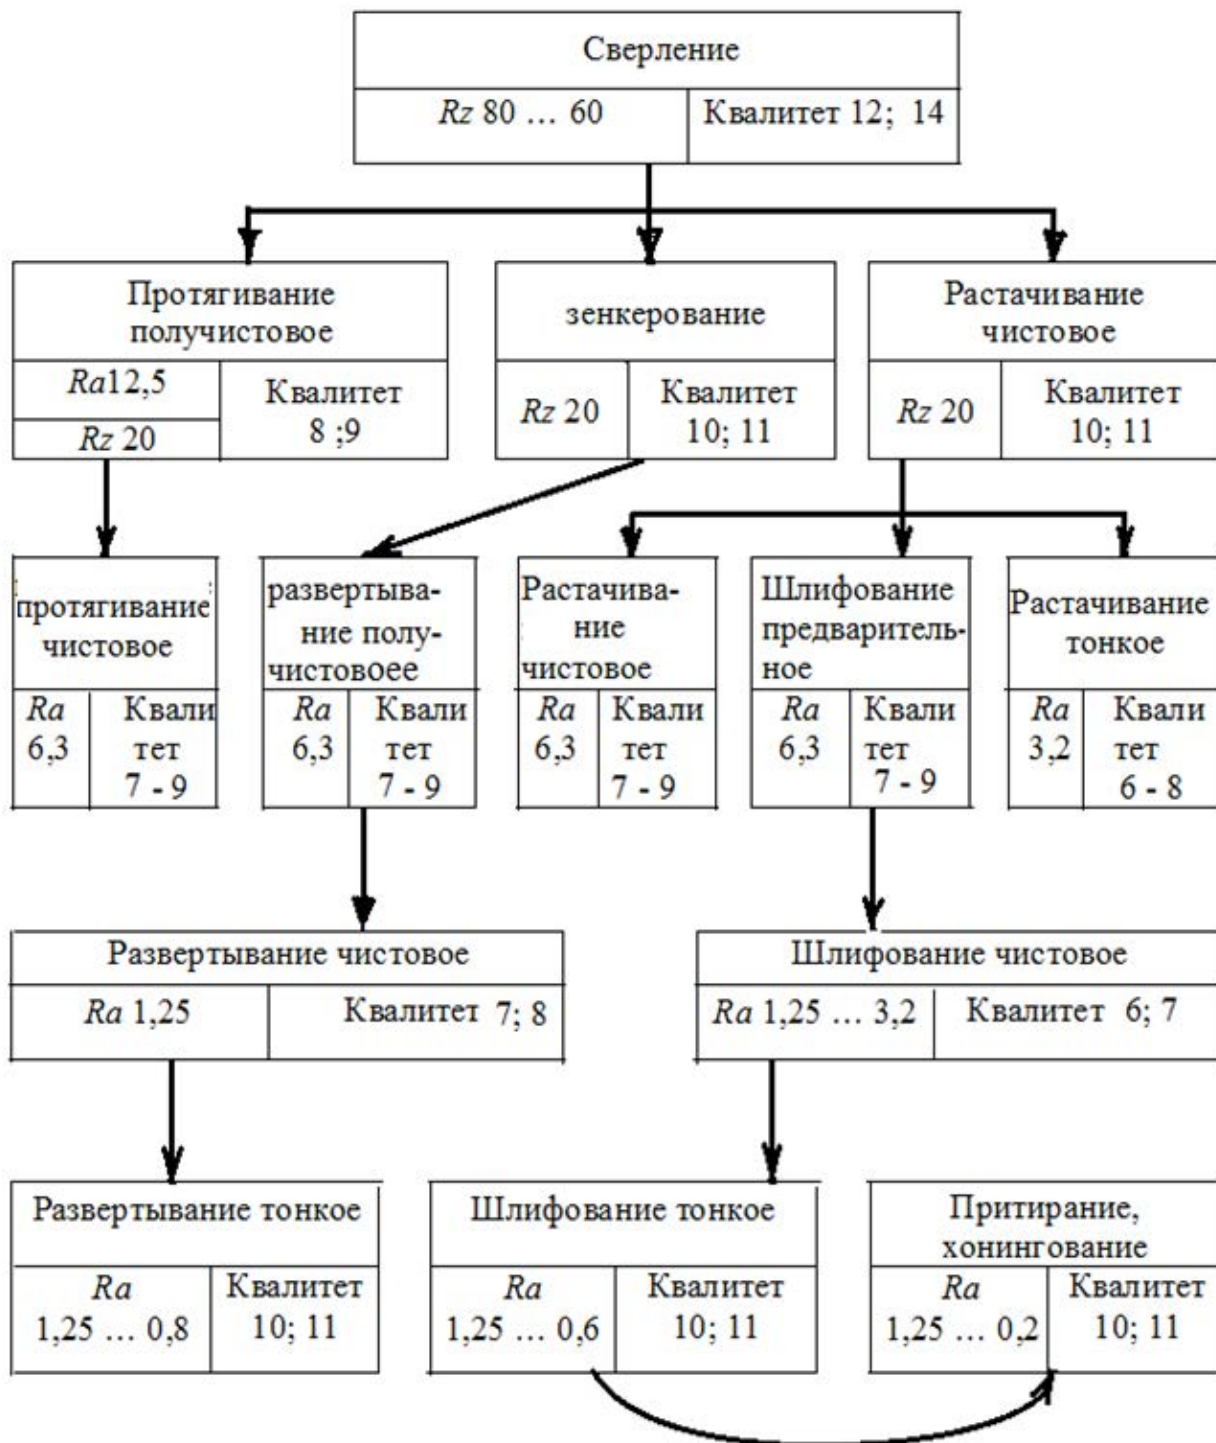 Сверление
Rz 80 ... 60
Квалитет 12; 14
Протягивание
получистовое
Ra12,5
Rz 20
Квалитет
8 ;9
зенкерование
Rz 20
Квалитет
10; 11
Растачивание
чистовое
Rz 20
Квалитет
10; 11
протягивание
чистовое
Ra
6,3
Квали
тет
7 - 9
развертыва-
ние полу-
чистовоее
Ra
6,3
Квали
тет
7 - 9
Растачива-
ние
чистовое
Ra
6,3
Квали
тет
7 - 9
Шлифование
предваритель-
ное
Ra
6,3
Квали
тет
7 - 9
Растачивание
тонкое
Ra
3,2
Квали
тет
6 - 8
Развертывание чистовое
Ra 1,25
Квалитет 7; 8
Шлифование чистовое
Ra 1,25 ... 3,2
Квалитет 6; 7
Развертывание тонкое
Ra
1,25 ... 0,8
Квалитет
10; 11
Шлифование тонкое
Ra
1,25 ... 0,6
Квалитет
10; 11
Притирание,
хонингование
Ra
1,25 ... 0,2
Квалитет
10; 11